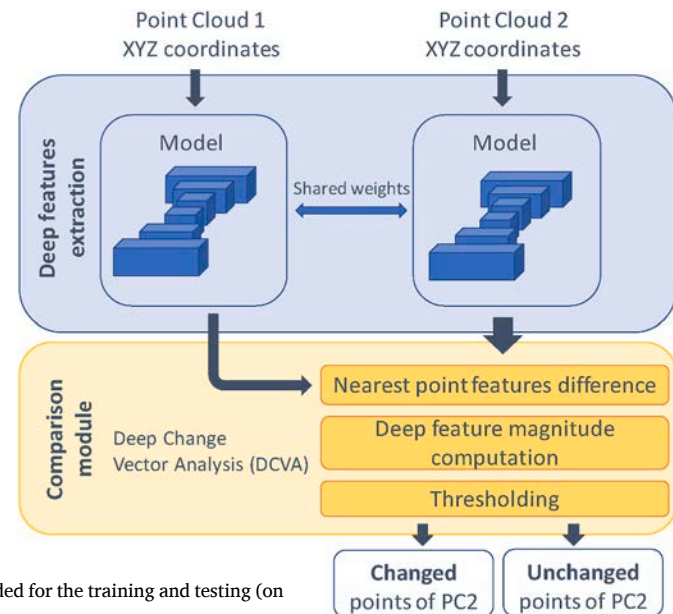 Point Cloud 1
XYZ coordinates
Point Cloud 2
XYZ coordinates
Deep features
extraction
Model
Shared weights
Model
Comparison
module
Deep Change
Vector Analysis (DCVA)
Nearest point features difference
Deep feature magnitude
computation
Thresholding
Changed
points of PC2
Unchanged
points of PC2
for the training and testing (on